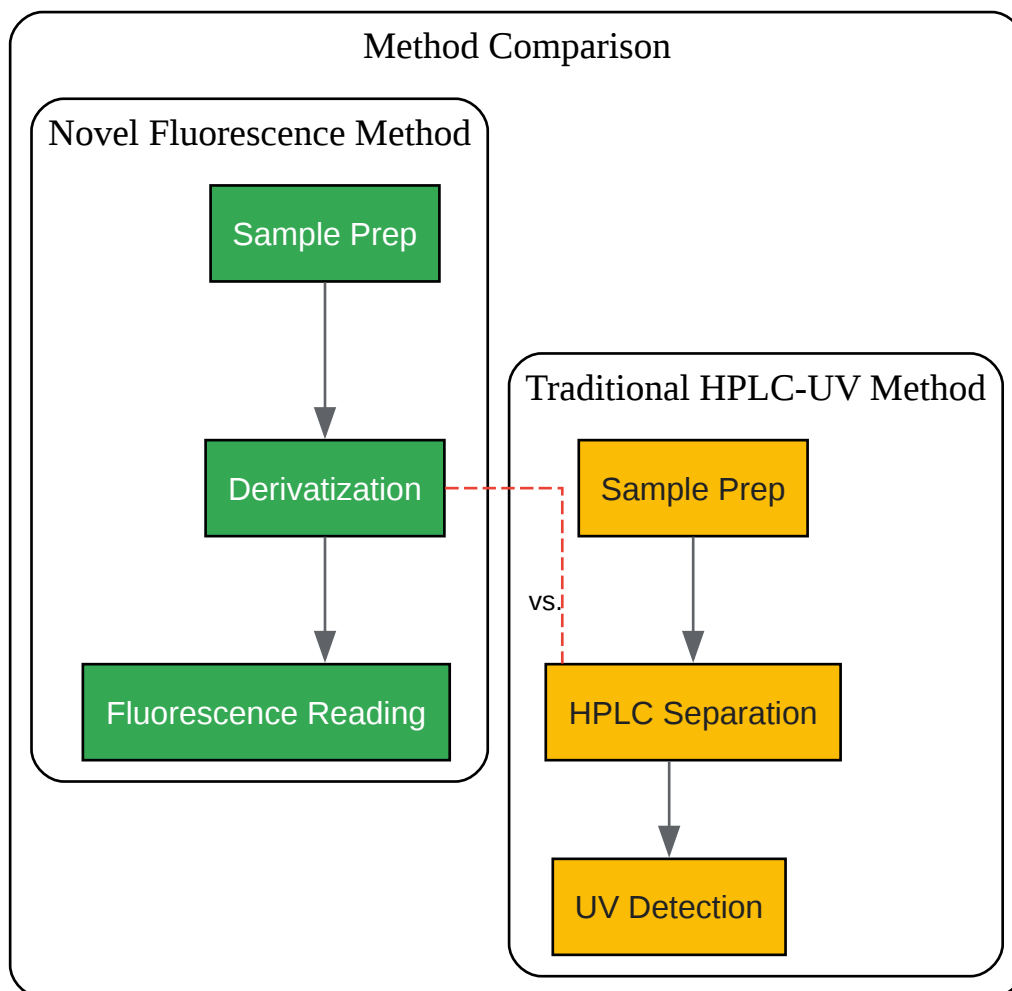 Method Comparison
Novel Fluorescence Method
Sample Prep
Derivatization
Fluorescence Reading
vs.
Traditional HPLC-UV Method
Sample Prep
HPLC Separation
UV Detection